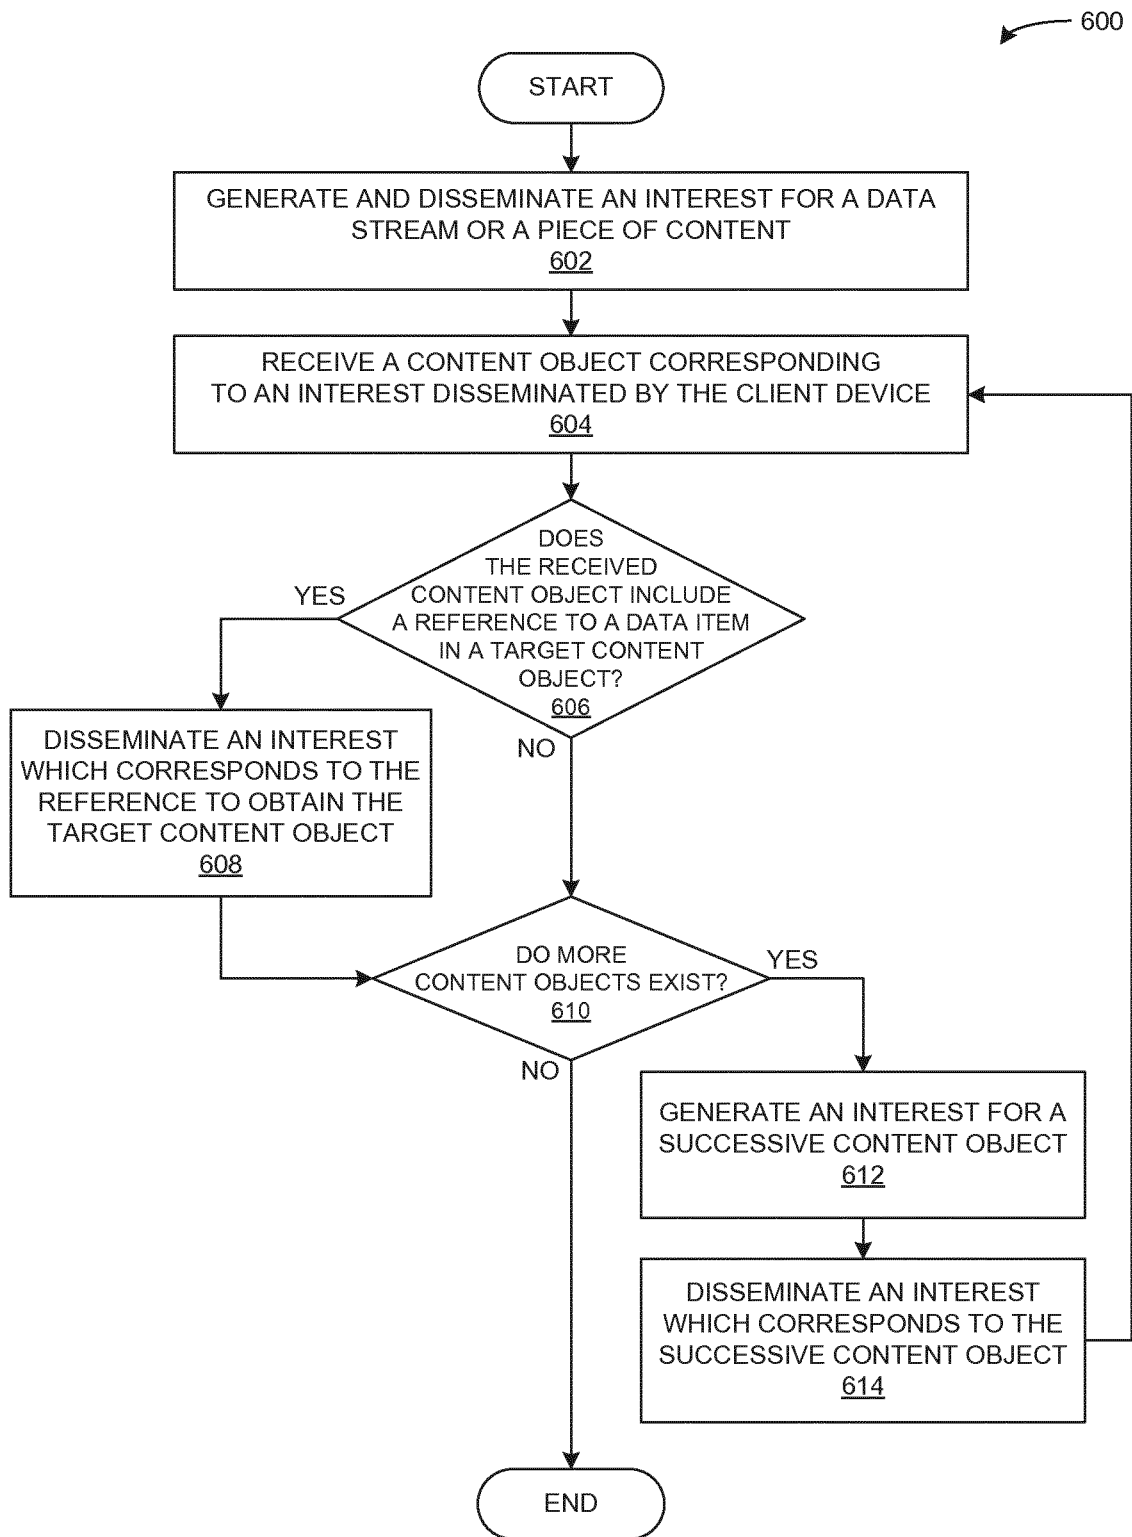 600
START
GENERATE AND DISSEMINATE AN INTEREST FOR A DATA
STREAM OR A PIECE OF CONTENT
602
RECEIVE A CONTENT OBJECT CORRESPONDING
TO AN INTEREST DISSEMINATED BY THE CLIENT DEVICE
604
DOES
THE RECEIVED
CONTENT OBJECT INCLUDE
A REFERENCE TO A DATA ITEM
IN A TARGET CONTENT
OBJECT?
606
YES
NO
DISSEMINATE AN INTEREST
WHICH CORRESPONDS TO THE
REFERENCE TO OBTAIN THE
TARGET CONTENT OBJECT
608
DO MORE
CONTENT OBJECTS EXIST?
610
YES
NO
GENERATE AN INTEREST FOR A
SUCCESSIVE CONTENT OBJECT
612
DISSEMINATE AN INTEREST
WHICH CORRESPONDS TO THE
SUCCESSIVE CONTENT OBJECT
614
END